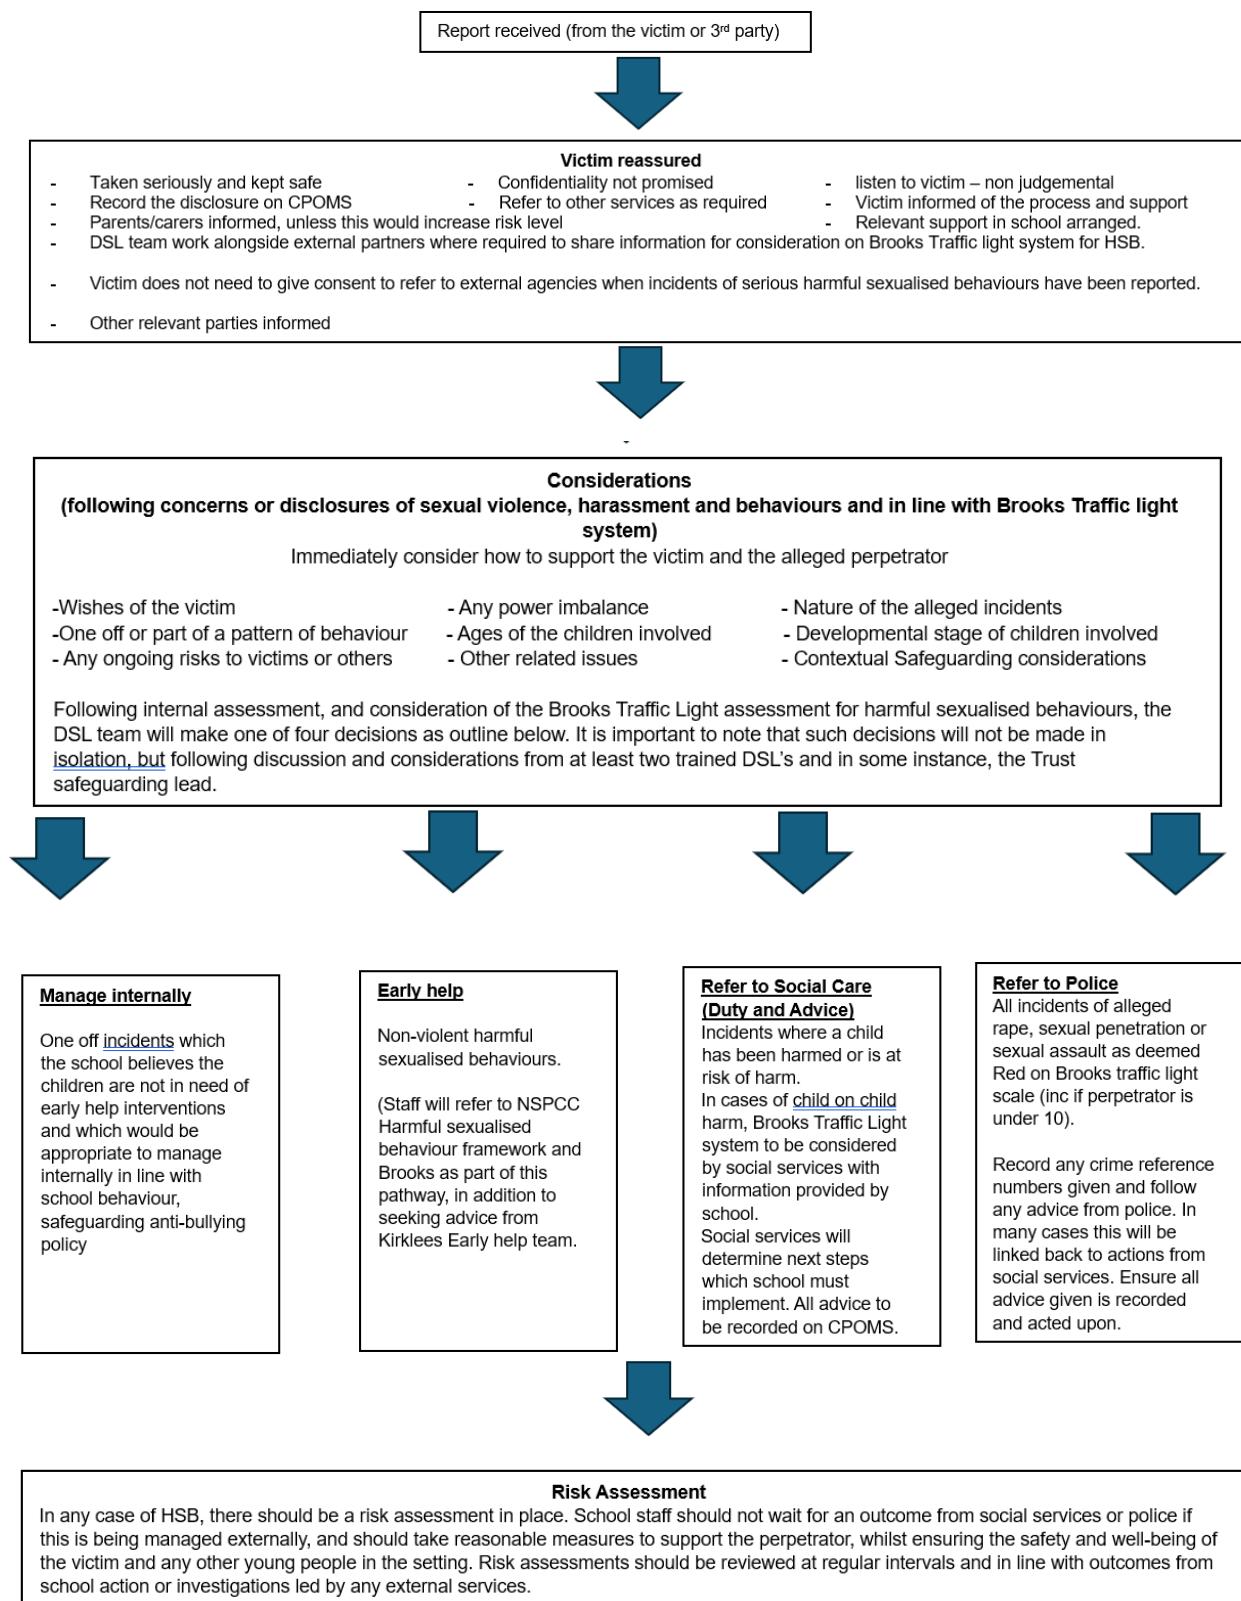 Report received (from the victim or 3rd party)
Victim reassured
- Taken seriously and kept safe - Confidentiality not promised - listen to victim – non judgemental
- Record the disclosure on CPOMS - Refer to other services as required - Victim informed of the process and support
- Parents/carers informed, unless this would increase risk level - Relevant support in school arranged.
- DSL team work alongside external partners where required to share information for consideration on Brooks Traffic light system for HSB.
- Victim does not need to give consent to refer to external agencies when incidents of serious harmful sexualised behaviours have been reported.
- Other relevant parties informed
-
Considerations
(following concerns or disclosures of sexual violence, harassment and behaviours and in line with Brooks Traffic light
system)
Immediately consider how to support the victim and the alleged perpetrator
-Wishes of the victim - Any power imbalance - Nature of the alleged incidents
-One off or part of a pattern of behaviour - Ages of the children involved - Developmental stage of children involved
- Any ongoing risks to victims or others - Other related issues - Contextual Safeguarding considerations
Following internal assessment, and consideration of the Brooks Traffic Light assessment for harmful sexualised behaviours, the
DSL team will make one of four decisions as outline below. It is important to note that such decisions will not be made in
isolation, but following discussion and considerations from at least two trained DSL's and in some instance, the Trust
safeguarding lead.
Manage internally
One off incidents which
the school believes the
children are not in need of
early help interventions
and which would be
appropriate to manage
internally in line with
school behaviour,
safeguarding anti-bullying
policy
Early help
Non-violent harmful
sexualised behaviours.
(Staff will refer to NSPCC
Harmful sexualised
behaviour framework and
Brooks as part of this
pathway, in addition to
seeking advice from
Kirklees Early help team.
Refer to Social Care
(Duty and Advice)
Incidents where a child
has been harmed or is at
risk of harm.
In cases of child on child
harm, Brooks Traffic Light
system to be considered
by social services with
information provided by
school.
Social services will
determine next steps
which school must
implement. All advice to
be recorded on CPOMS.
Refer to Police
All incidents of alleged
rape, sexual penetration or
sexual assault as deemed
Red on Brooks traffic light
scale (inc if perpetrator is
under 10).
Record any crime reference
numbers given and follow
any advice from police. In
many cases this will be
linked back to actions from
social services. Ensure all
advice given is recorded
and acted upon.
Risk Assessment
In any case of HSB, there should be a risk assessment in place. School staff should not wait for an outcome from social services or police if
this is being managed externally, and should take reasonable measures to support the perpetrator, whilst ensuring the safety and well-being of
the victim and any other young people in the setting. Risk assessments should be reviewed at regular intervals and in line with outcomes from
school action or investigations led by any external services.